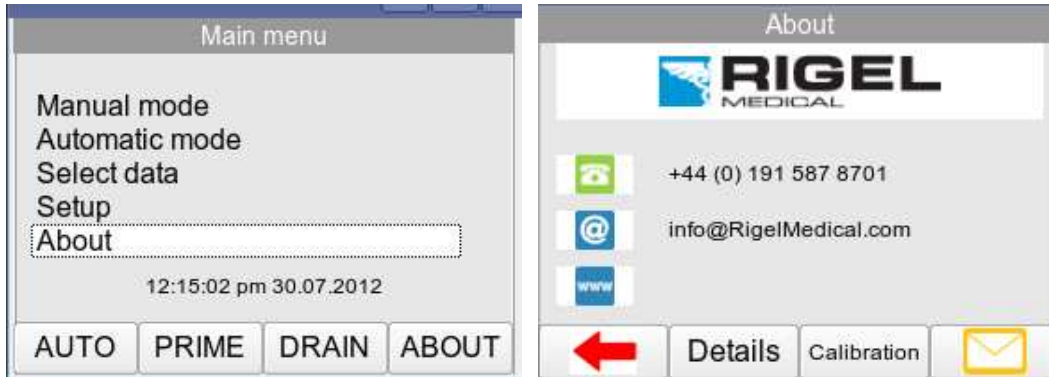 Main menu
Manual mode
Automatic mode
Select data
Setup
About
12:15:02 pm 30.07.2012
AUTO PRIME DRAIN ABOUT
About
RIGEL
MEDICAL
+44 (0) 191 587 8701
@
info@RigelMedical.com
www
Details Calibration